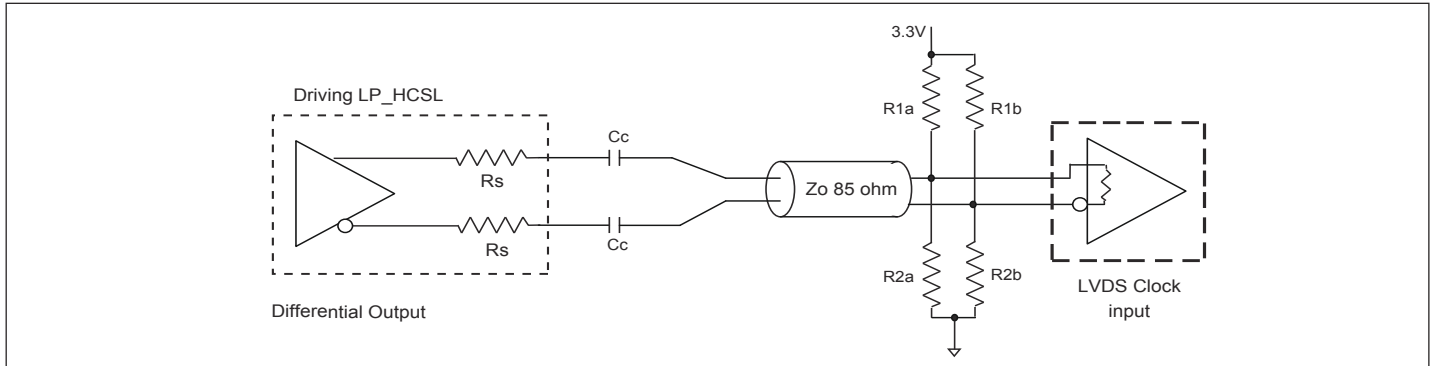 3.3V
Driving LP_HCSL
R1a
R1b
Cc
Rs
Zo 85 ohm
Rs
Cc
R2a
R2b
LVDS Clock
input
Differential Output